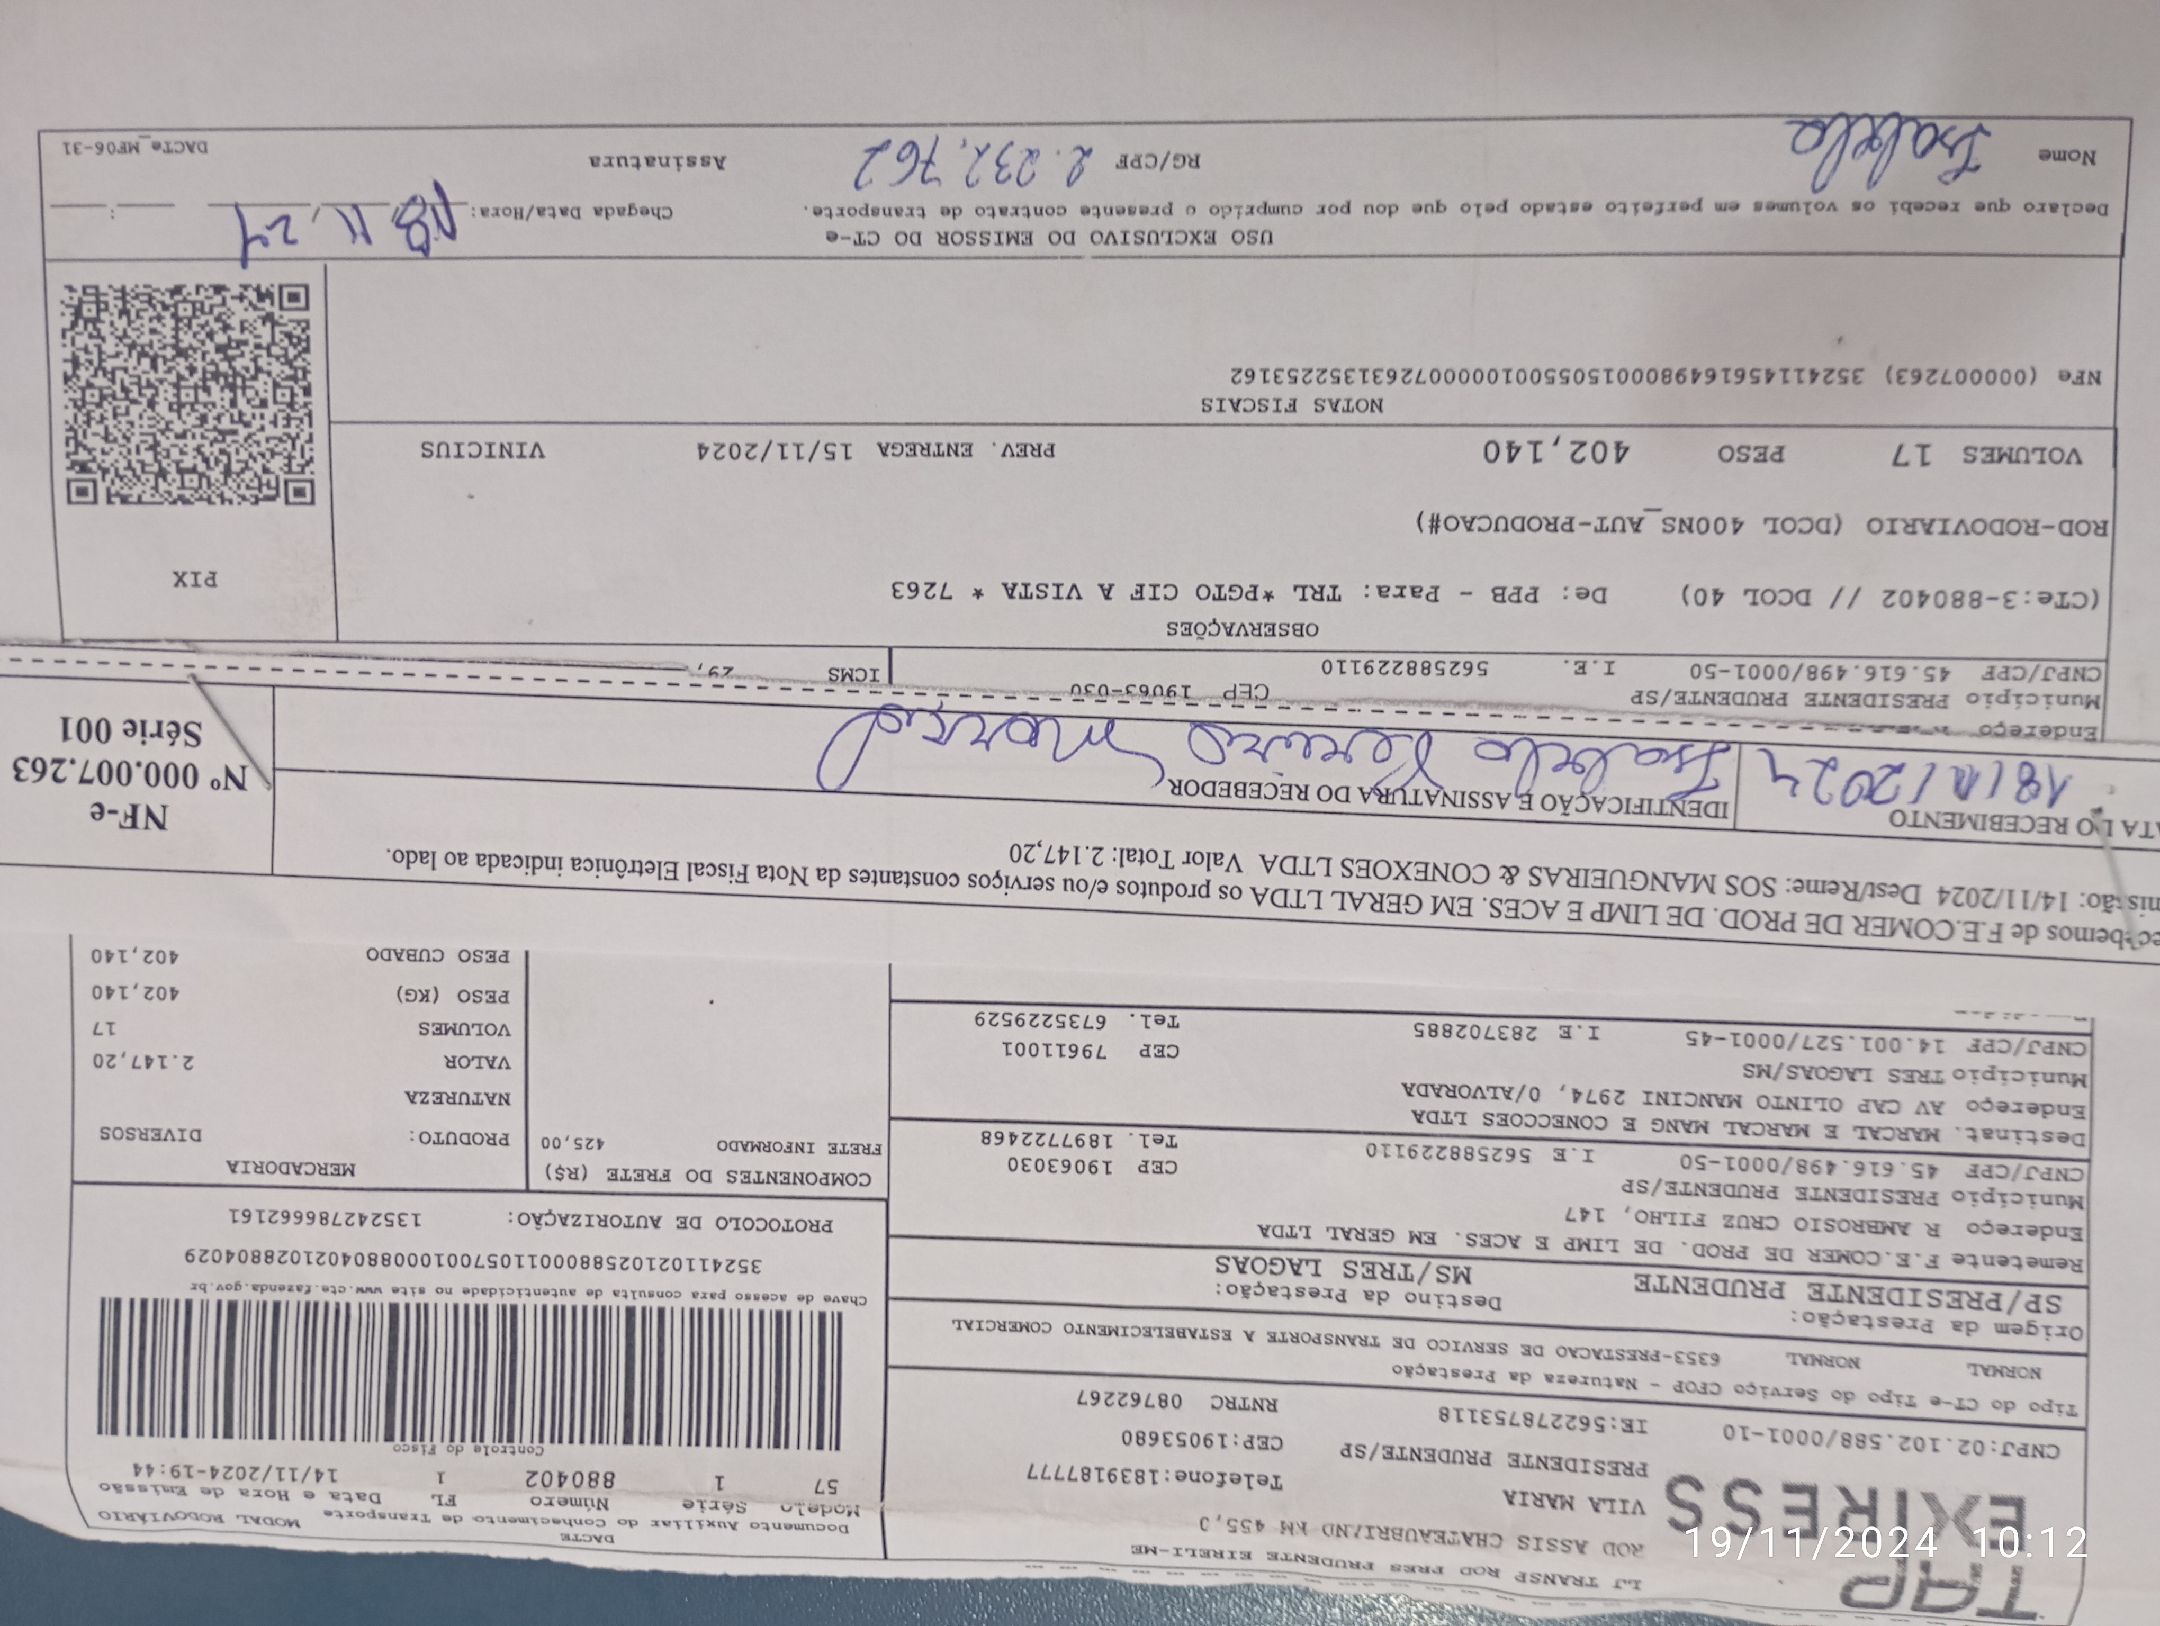 TAP
EXPRESS
LJ TRANSP ROD PRES PRUDENTE EIRELI-ME
ROD ASSIS CHATEAUBRIAND KM 455,0
VILA MARIA Telefone:1839187777
PRESIDENTE PRUDENTE/SP CEP:19053680
CNPJ:02.102.588/0001-10 IE:562278753118 RNTRC 08762267
DACTE
Documento Auxiliar do Conhecimento de Transporte MODAL RODOVIÁRIO
Modelo Série Número FL Data e Hora de Emissão
57 1 880402 1 14/11/2024-19:44
Controle do Fisco
Chave de acesso para consulta de autenticidade no site www.cte.fazenda.gov.br
35241102102588000110570010008804021028804029
PROTOCOLO DE AUTORIZAÇÃO: 135242786662161
Tipo do CT-e Tipo do Serviço CFOP - Natureza da Prestação
NORMAL NORMAL 6353-PRESTACAO DE SERVICO DE TRANSPORTE A ESTABELECIMENTO COMERCIAL
Origem da Prestação: Destino da Prestação:
SP/PRESIDENTE PRUDENTE MS/TRES LAGOAS
Remetente F.E.COMER DE PROD. DE LIMP E ACES. EM GERAL LTDA
Endereço R AMBROSIO CRUZ FILHO, 147
Município PRESIDENTE PRUDENTE/SP CEP 19063030
CNPJ/CPF 45.616.498/0001-50 I.E 562588229110 Tel. 1897722468
Destinat. MARCAL E MARCAL MANG E CONECCOES LTDA
Endereço AV CAP OLINTO MANCINI 2974, 0/ALVORADA
Município TRES LAGOAS/MS CEP 79611001
CNPJ/CPF 14.001.527/0001-45 I.E 283702885 Tel. 6735229529
COMPONENTES DO FRETE (R$)
FRETE INFORMADO 425,00
MERCADORIA
PRODUTO: DIVERSOS
NATUREZA
VALOR 2.147,20
VOLUMES 17
PESO (KG) 402,140
PESO CUBADO 402,140
bemos de F.E.COMER DE PROD. DE LIMP E ACES. EM GERAL LTDA os produtos e/ou serviços constantes da Nota Fiscal Eletrônica indicada ao lado.
são: 14/11/2024 Dest/Reme: SOS MANGUEIRAS & CONEXOES LTDA Valor Total: 2.147,20
DATA DO RECEBIMENTO IDENTIFICAÇÃO E ASSINATURA DO RECEBEDOR
18/11/2024 Isabela Pereira Marçal
NF-e
Nº 000.007.263
Série 001
Endereço
Município PRESIDENTE PRUDENTE/SP CEP 19063-030
CNPJ/CPF 45.616.498/0001-50 I.E. 562588229110 ICMS 29,
OBSERVAÇÕES
(CTe:3-880402 // DCOL 40) De: PPB - Para: TRL *PGTO CIF A VISTA * 7263
ROD-RODOVIARIO (DCOL 400NS_AUT-PRODUCAO#)
VOLUMES 17 PESO 402,140 PREV. ENTREGA 15/11/2024 VINICIUS
PIX
NOTAS FISCAIS
NFe (000007263) 35241145616498000150550010000072631352253162
USO EXCLUSIVO DO EMISSOR DO CT-e
Declaro que recebi os volumes em perfeito estado pelo que dou por cumprido o presente contrato de transporte. Chegada Data/Hora: 18/11/24 :
Nome Isabela RG/CPF 2.232.762 Assinatura
DACTe_MF06-31
19/11/2024 10:12